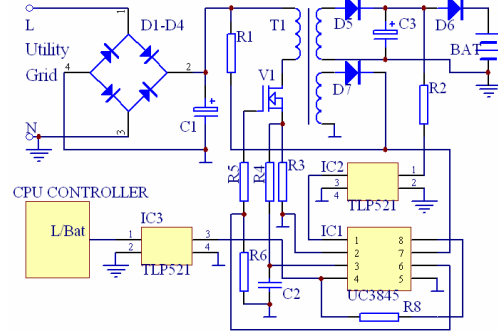 L
Utility
Grid
N
1
D1-D4
4
2
3
C1
+
R1
T1
V1
D5
C3
+
D6
BAT
D7
R2
R5
R4
R3
IC2
1
2
3
4
TLP521
CPU CONTROLLER
L/Bat
IC3
1
2
3
4
TLP521
R6
C2
IC1
1
2
3
4
8
7
6
5
UC3845
R8